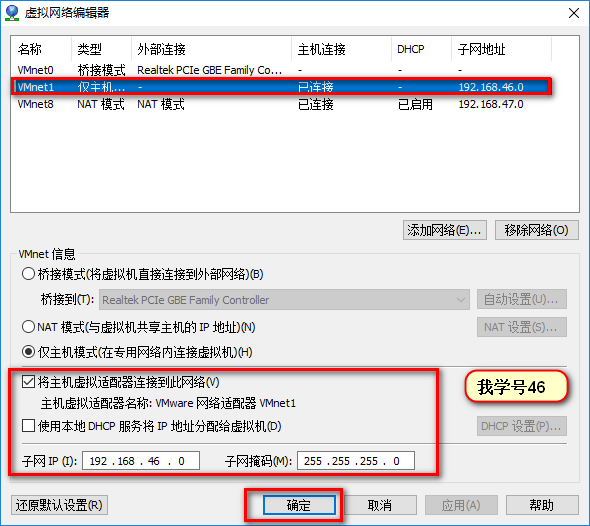 虚拟网络编辑器
名称 类型 外部连接 主机连接 DHCP 子网地址
VMnet0 桥接模式 Realtek PCIe GBE Family Co... - - -
VMnet1 仅主机... - 已连接 - 192.168.46.0
VMnet8 NAT 模式 NAT 模式 已连接 已启用 192.168.47.0
添加网络(E)... 移除网络(O)
VMnet 信息
桥接模式(将虚拟机直接连接到外部网络)(B)
桥接到(T): Realtek PCIe GBE Family Controller 自动设置(U)...
NAT 模式(与虚拟机共享主机的 IP 地址)(N) NAT 设置(S)...
仅主机模式(在专用网络内连接虚拟机)(H)
将主机虚拟适配器连接到此网络(V) 我学号46
主机虚拟适配器名称: VMware 网络适配器 VMnet1
使用本地 DHCP 服务将 IP 地址分配给虚拟机(D) DHCP 设置(P)...
子网 IP (I): 192 .168 . 46 . 0 子网掩码(M): 255 .255 .255 . 0
还原默认设置(R) 确定 取消 应用(A) 帮助